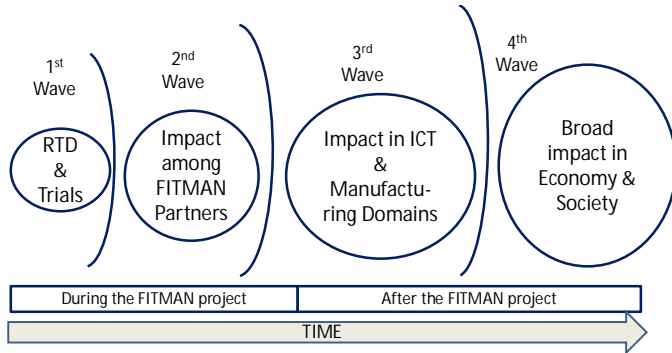 1st
Wave
RTD
&
Trials
2nd
Wave
Impact
among
FITMAN
Partners
3rd
Wave
Impact in ICT
&
Manufactu-
ring Domains
4th
Wave
Broad
impact in
Economy &
Society
During the FITMAN project
After the FITMAN project
TIME